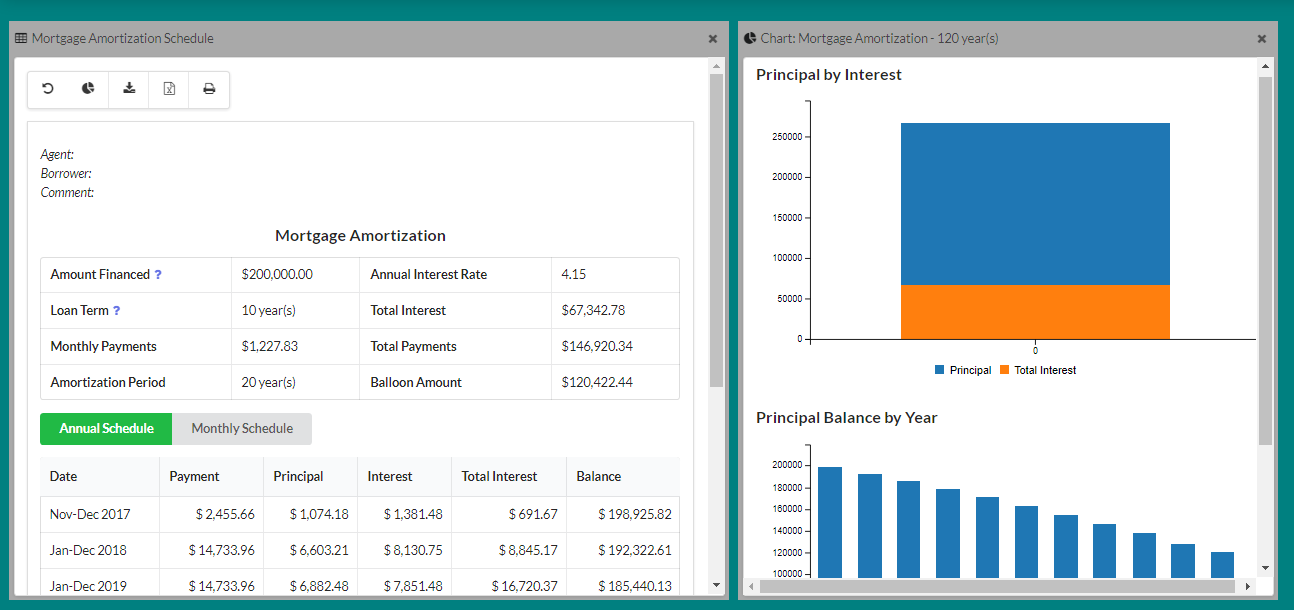 Mortgage Amortization Schedule
Agent:
Borrower:
Comment:
Mortgage Amortization
Amount Financed ? $200,000.00 Annual Interest Rate 4.15
Loan Term ? 10 year(s) Total Interest $67,342.78
Monthly Payments $1,227.83 Total Payments $146,920.34
Amortization Period 20 year(s) Balloon Amount $120,422.44
Annual Schedule Monthly Schedule
Date Payment Principal Interest Total Interest Balance
Nov-Dec 2017 $ 2,455.66 $ 1,074.18 $ 1,381.48 $ 691.67 $ 198,925.82
Jan-Dec 2018 $ 14,733.96 $ 6,603.21 $ 8,130.75 $ 8,845.17 $ 192,322.61
Jan-Dec 2019 $ 14,733.96 $ 6,882.48 $ 7,851.48 $ 16,720.37 $ 185,440.13
Chart: Mortgage Amortization - 120 year(s)
Principal by Interest
250000
200000
150000
100000
50000
0
0
Principal Total Interest
Principal Balance by Year
200000
180000
160000
140000
120000
100000